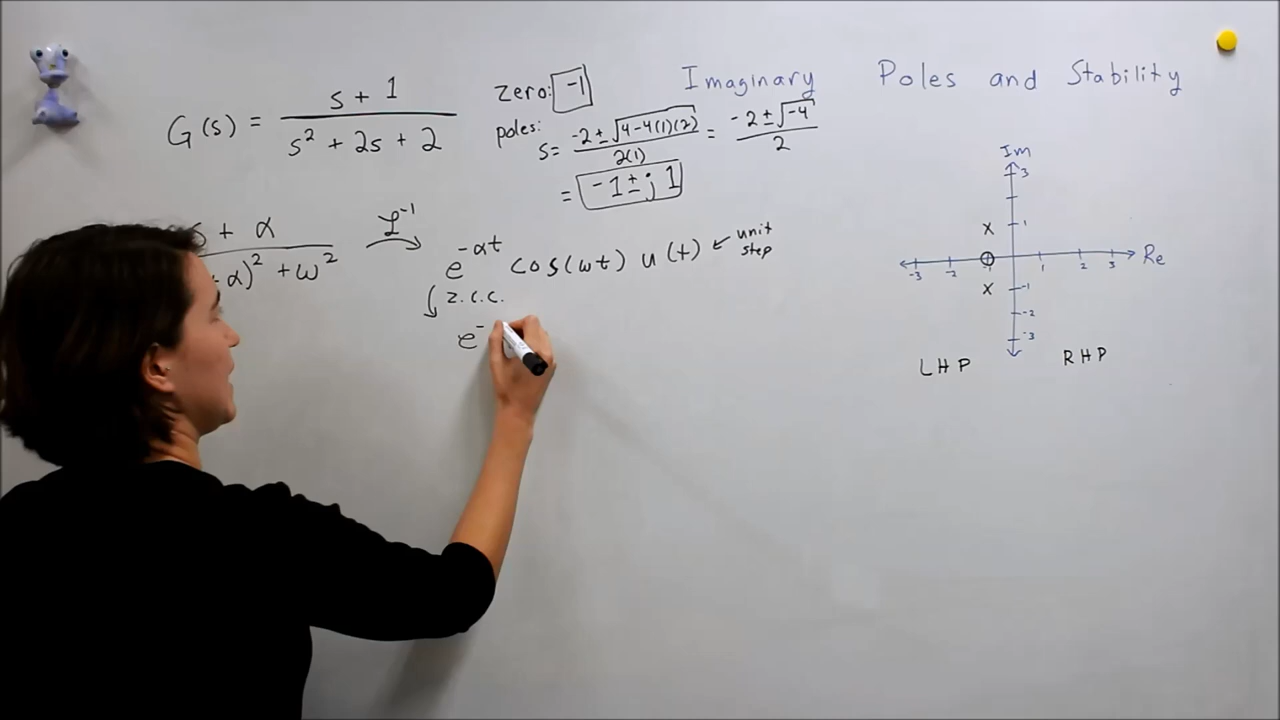 Imaginary Poles and Stability
G(s) = s + 1 / s² + 2s + 2
zero: -1
poles:
s= -2 ± √4-4(1)(2) / 2(1) = -2 ± √-4 / 2
= -1 ± j 1
s + α / + α)² + ω²
ℒ⁻¹
e^-αt cos(ωt) u(t) ← unit step
z.c.c.
e^-
Im
3
1
-3 -2 -1 1 2 3 Re
-1
-2
-3
LHP RHP